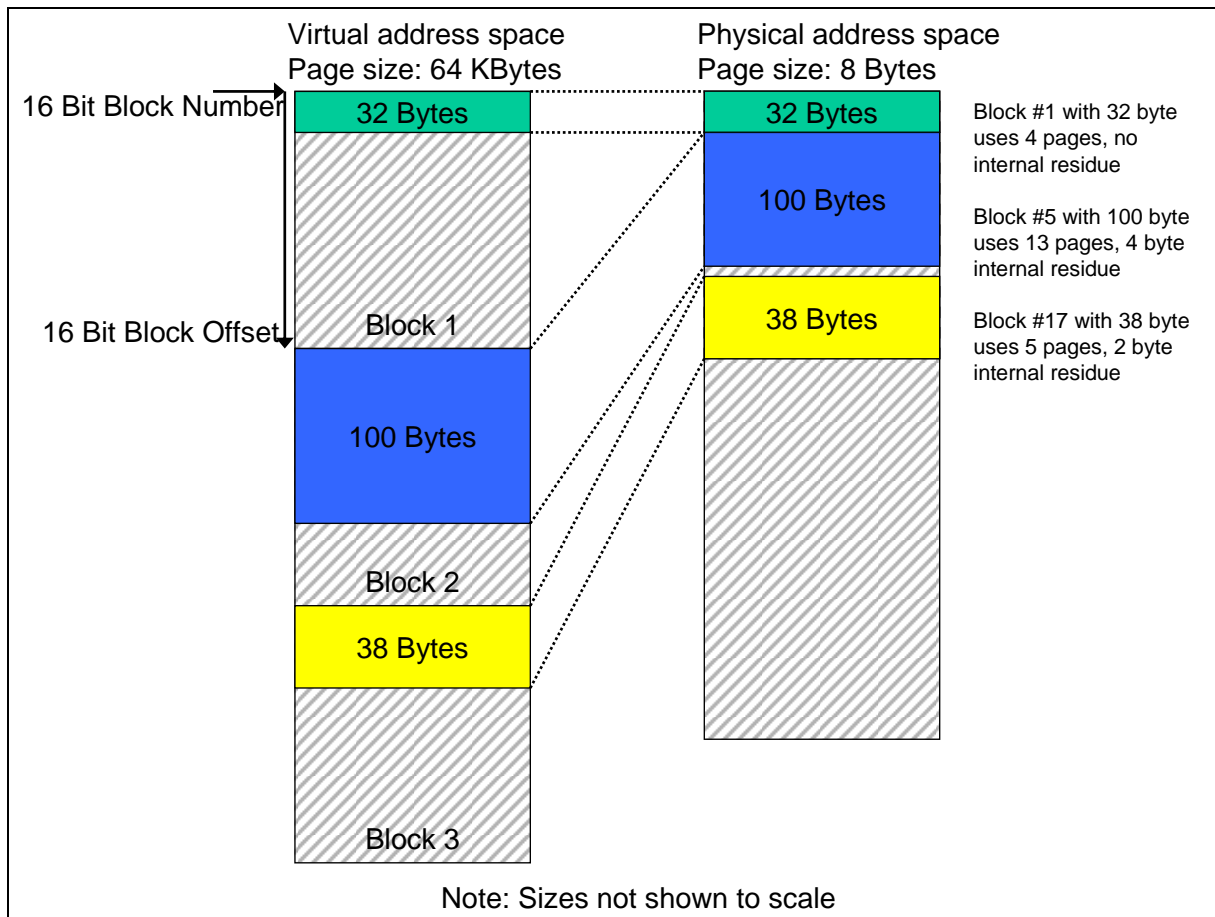 Virtual address space
Page size: 64 KBytes
Physical address space
Page size: 8 Bytes
16 Bit Block Number
32 Bytes
32 Bytes
Block #1 with 32 byte
uses 4 pages, no
internal residue
100 Bytes
Block #5 with 100 byte
uses 13 pages, 4 byte
internal residue
16 Bit Block Offset
Block 1
38 Bytes
Block #17 with 38 byte
uses 5 pages, 2 byte
internal residue
100 Bytes
Block 2
38 Bytes
Block 3
Note: Sizes not shown to scale